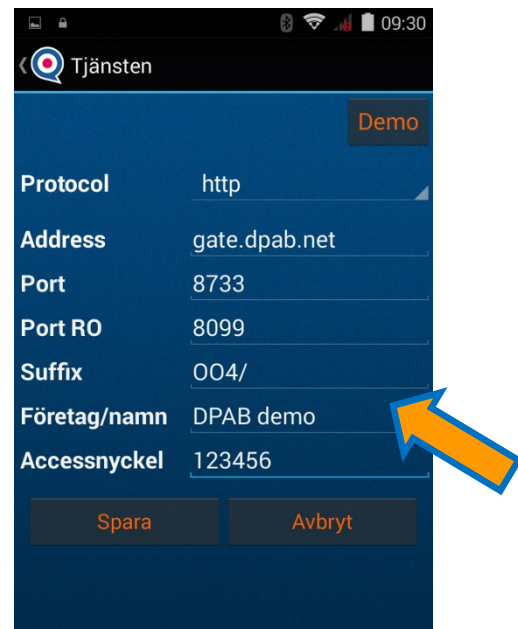 09:30
Tjänsten
Demo
Protocol http
Address gate.dpab.net
Port 8733
Port RO 8099
Suffix OO4/
Företag/namn DPAB demo
Accessnyckel 123456
Spara Avbryt